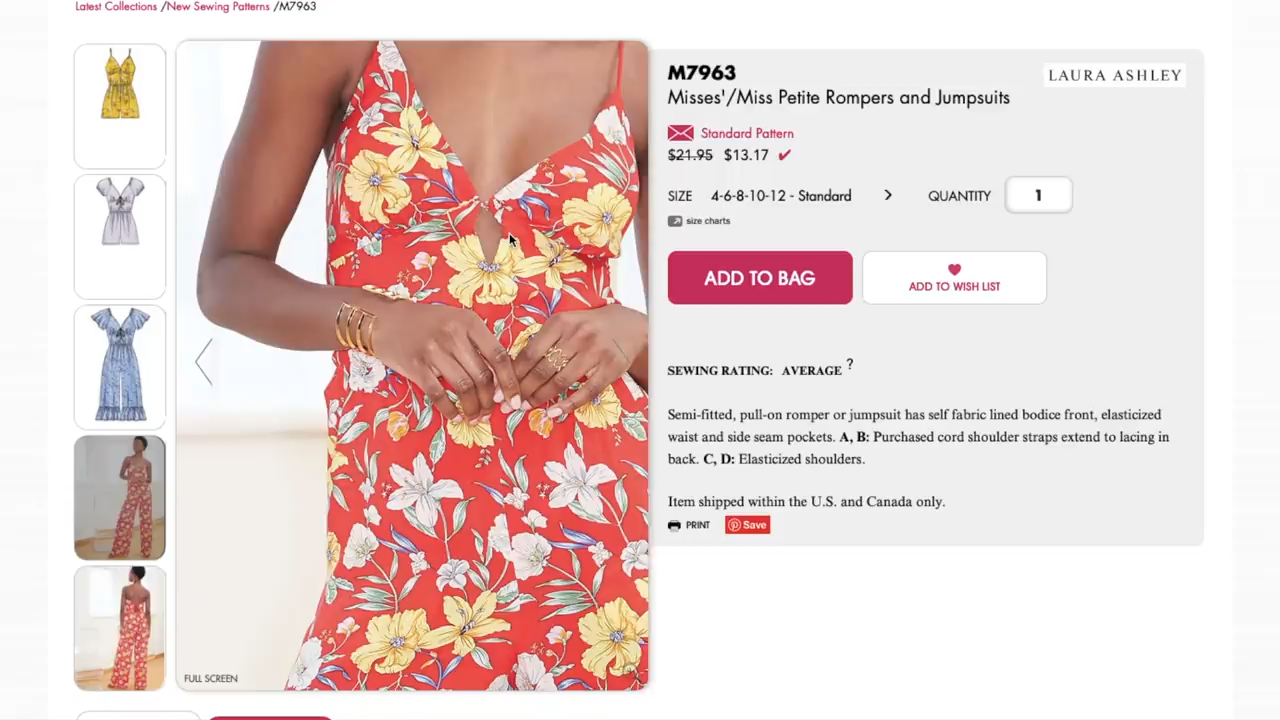 Latest Collections /New Sewing Patterns /M7963
M7963
LAURA ASHLEY
Misses'/Miss Petite Rompers and Jumpsuits
Standard Pattern
$21.95 $13.17
SIZE 4-6-8-10-12 - Standard > QUANTITY 1
size charts
ADD TO BAG
ADD TO WISH LIST
SEWING RATING: AVERAGE ?
Semi-fitted, pull-on romper or jumpsuit has self fabric lined bodice front, elasticized
waist and side seam pockets. A, B: Purchased cord shoulder straps extend to lacing in
back. C, D: Elasticized shoulders.
Item shipped within the U.S. and Canada only.
PRINT Save
FULL SCREEN